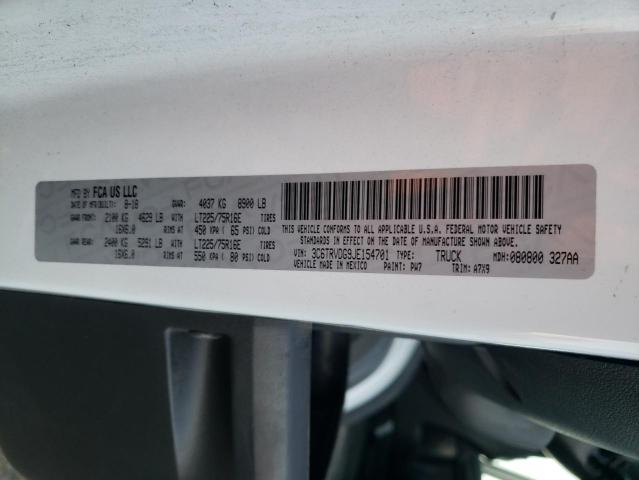 MFD BY FCA US LLC GVWR: 4037 KG 8900 LB
DATE OF MFR/BUILT: 8-18
GAWR FRONT: 2100 KG 4629 LB WITH LT225/75R16E TIRES
16X6.0 RIMS AT 450 KPA ( 65 PSI) COLD
GAWR REAR: 2400 KG 5291 LB WITH LT225/75R16E TIRES
16X6.0 RIMS AT 550 KPA ( 80 PSI) COLD
THIS VEHICLE CONFORMS TO ALL APPLICABLE U.S.A. FEDERAL MOTOR VEHICLE SAFETY
STANDARDS IN EFFECT ON THE DATE OF MANUFACTURE SHOWN ABOVE.
VIN: 3C6TRVDG3JE154701 TYPE: TRUCK MDH: 080800 327AA
VEHICLE MADE IN MEXICO PAINT: PW7 TRIM: A7X9